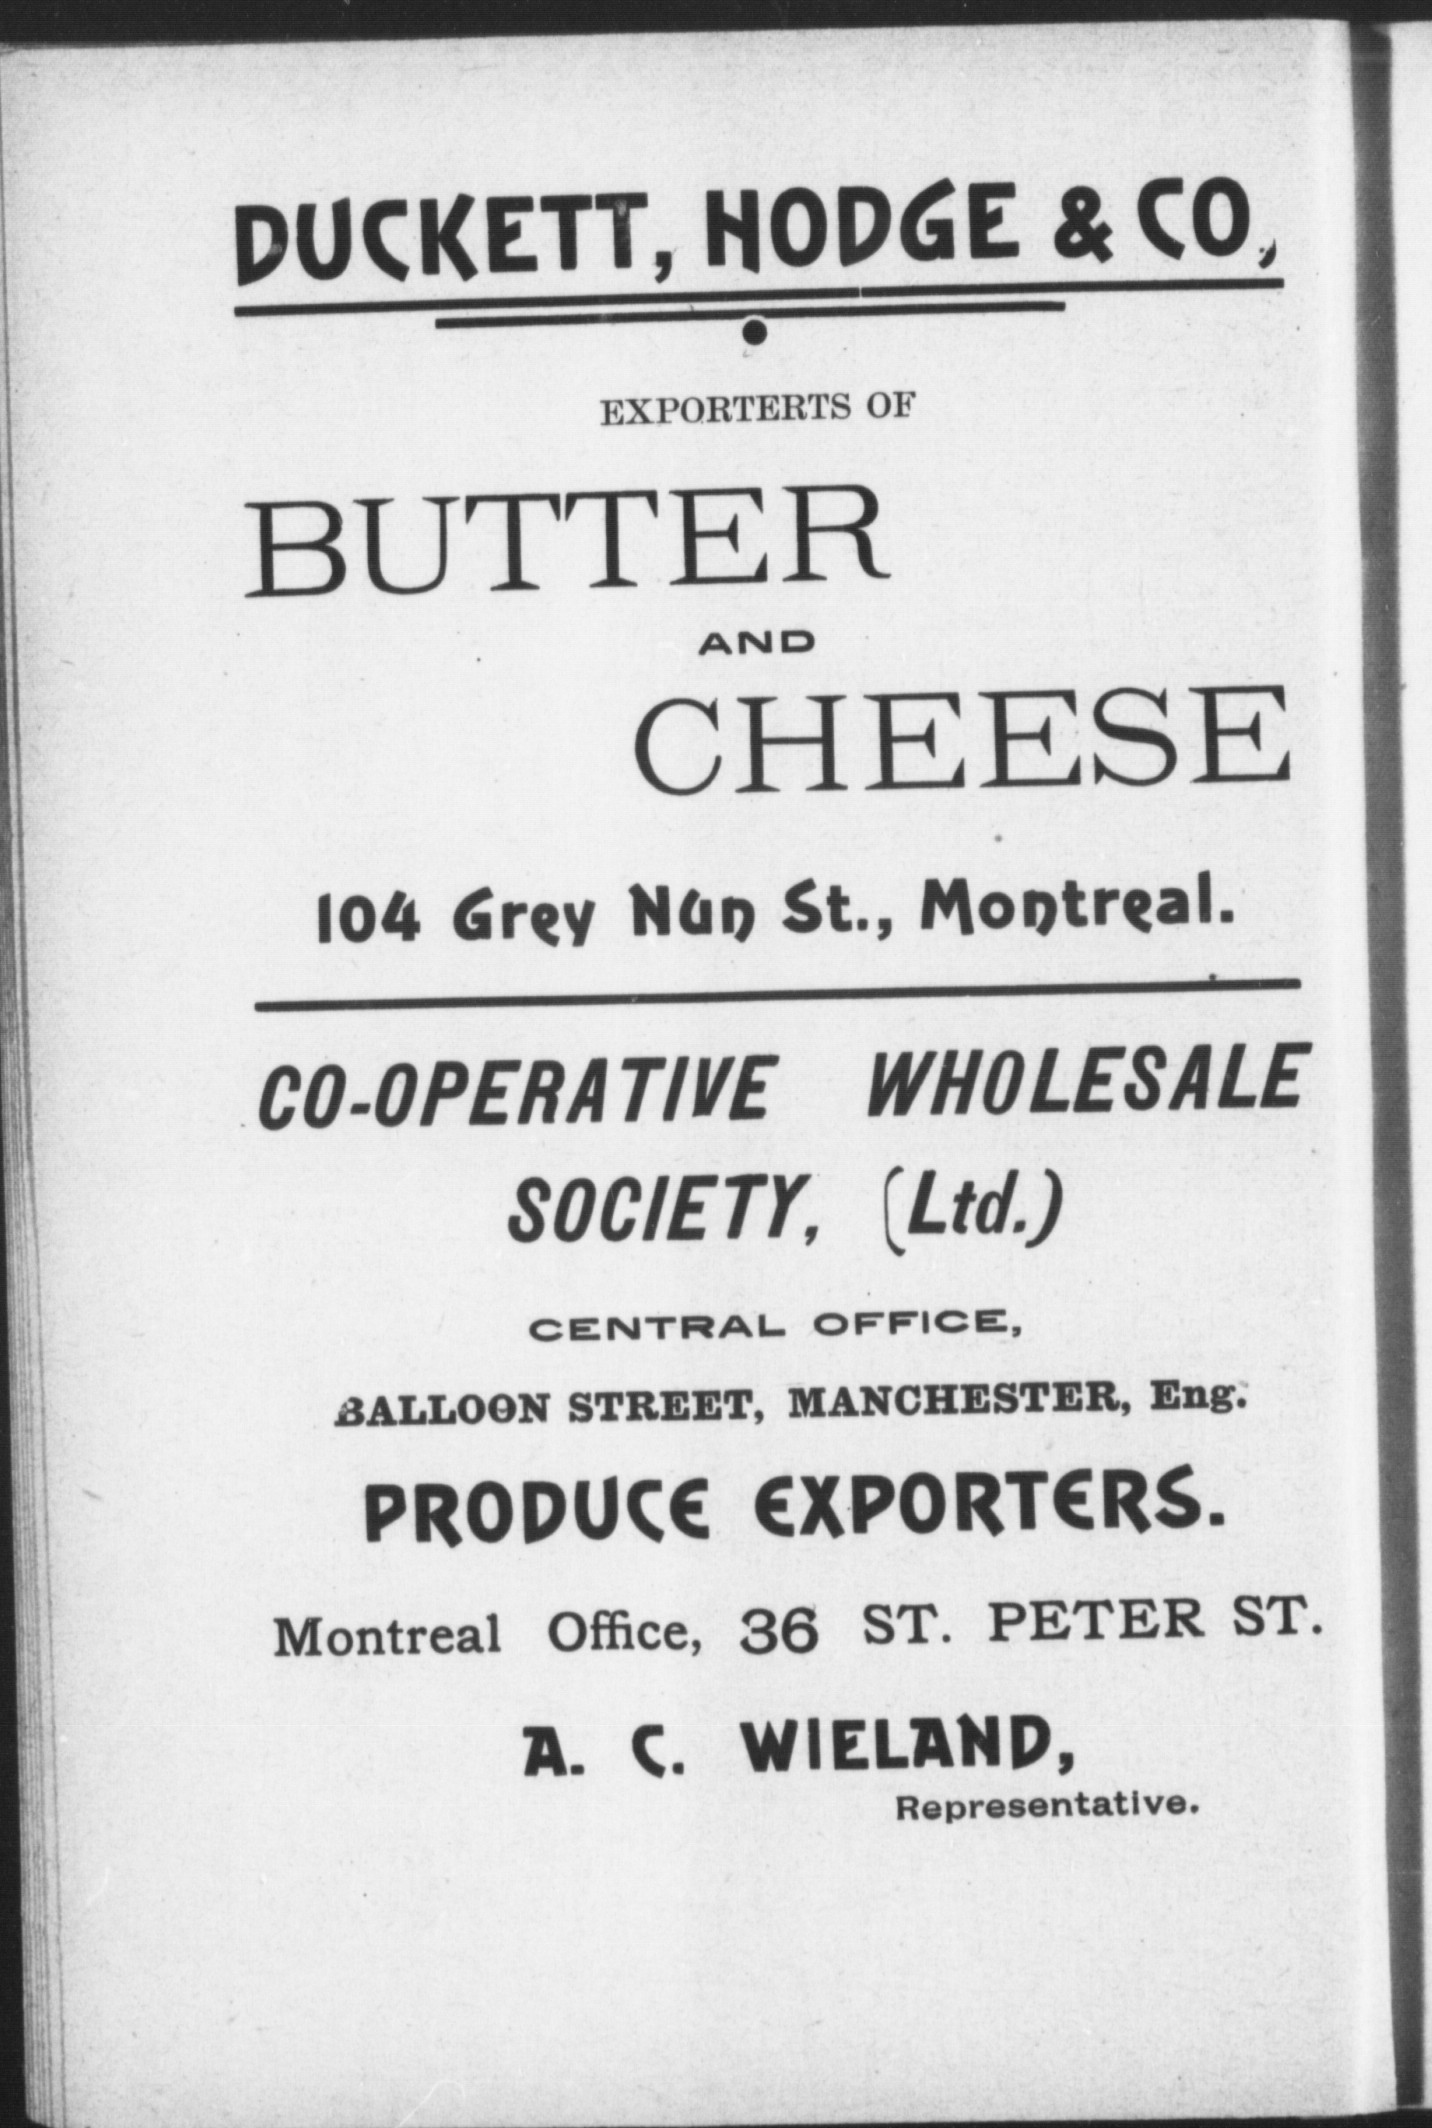 DUCKETT, HODGE & CO.,
EXPORTERTS OF
BUTTER
AND
CHEESE
104 Grey Nun St., Montreal.
CO-OPERATIVE WHOLESALE
SOCIETY, (Ltd.)
CENTRAL OFFICE,
BALLOON STREET, MANCHESTER, Eng.
PRODUCE EXPORTERS.
Montreal Office, 36 ST. PETER ST.
A. C. WIELAND,
Representative.